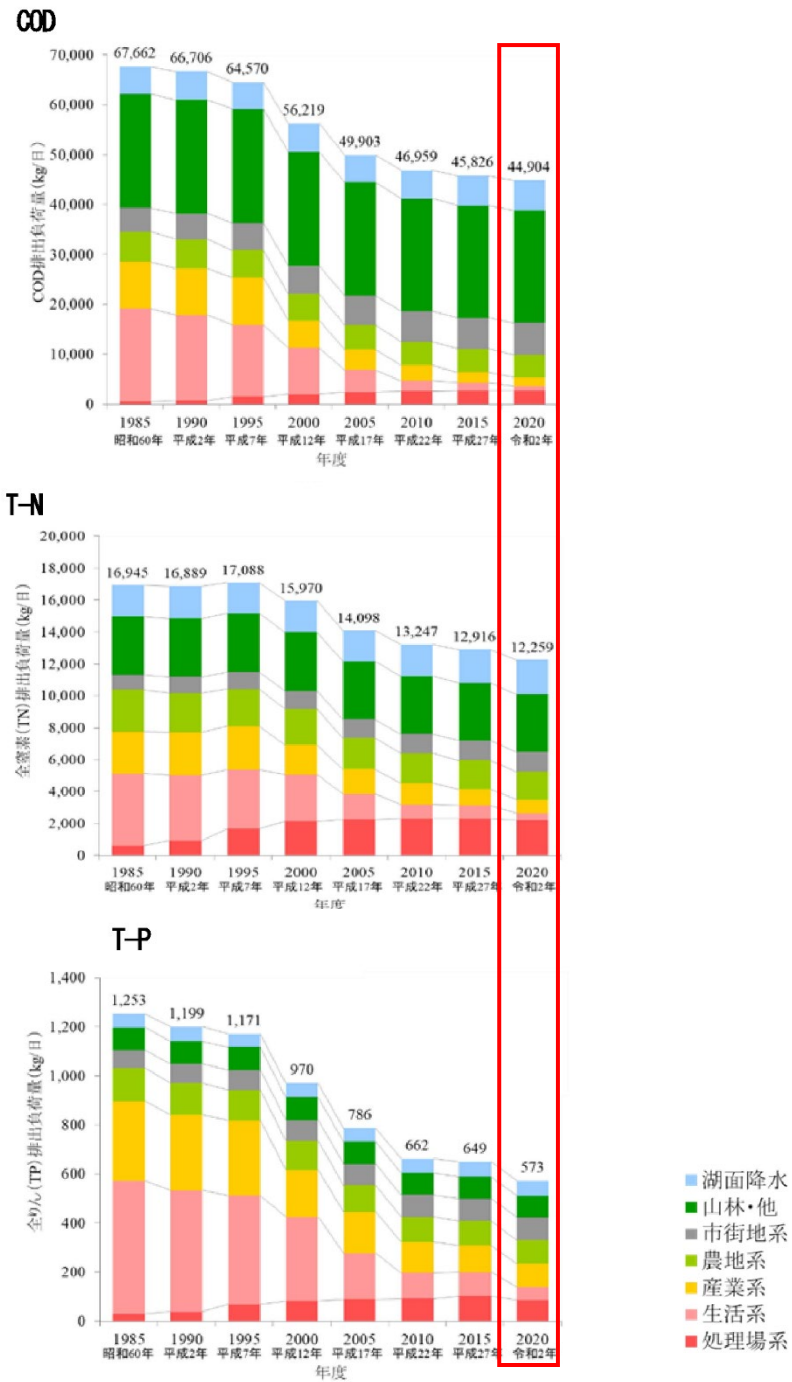 COD
COD排出負荷量(kg/日)
70,000
60,000
50,000
40,000
30,000
20,000
10,000
0
67,662
66,706
64,570
56,219
49,903
46,959
45,826
44,904
1985 1990 1995 2000 2005 2010 2015 2020
昭和60年 平成2年 平成7年 平成12年 平成17年 平成22年 平成27年 令和2年
年度
T-N
全窒素(TN)排出負荷量(kg/日)
20,000
18,000
16,000
14,000
12,000
10,000
8,000
6,000
4,000
2,000
0
16,945
16,889
17,088
15,970
14,098
13,247
12,916
12,259
1985 1990 1995 2000 2005 2010 2015 2020
昭和60年 平成2年 平成7年 平成12年 平成17年 平成22年 平成27年 令和2年
年度
T-P
全りん(TP)排出負荷量(kg/日)
1,400
1,200
1,000
800
600
400
200
0
1,253
1,199
1,171
970
786
662
649
573
1985 1990 1995 2000 2005 2010 2015 2020
昭和60年 平成2年 平成7年 平成12年 平成17年 平成22年 平成27年 令和2年
年度
湖面降水
山林・他
市街地系
農地系
産業系
生活系
処理場系